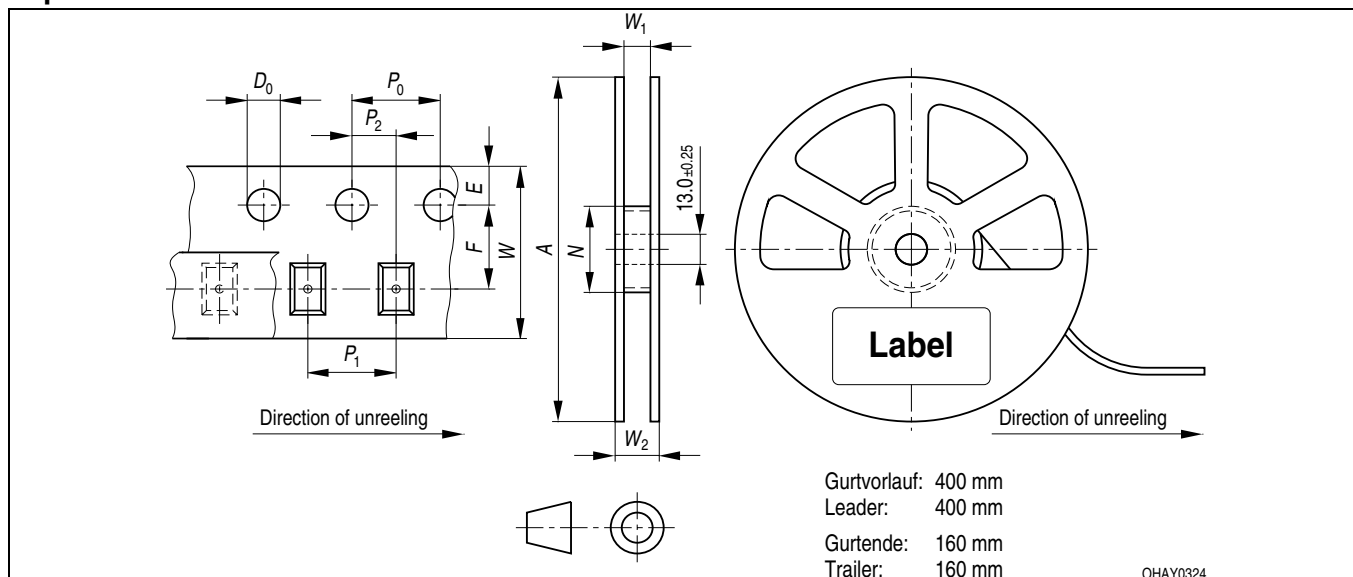 W₁
D₀
P₀
P₂
E
F
W
A
N
13.0±0.25
P₁
W₂
Label
Direction of unreeling
Direction of unreeling
Gurtvorlauf: 400 mm
Leader: 400 mm
Gurtende: 160 mm
Trailer: 160 mm
OHAY0324